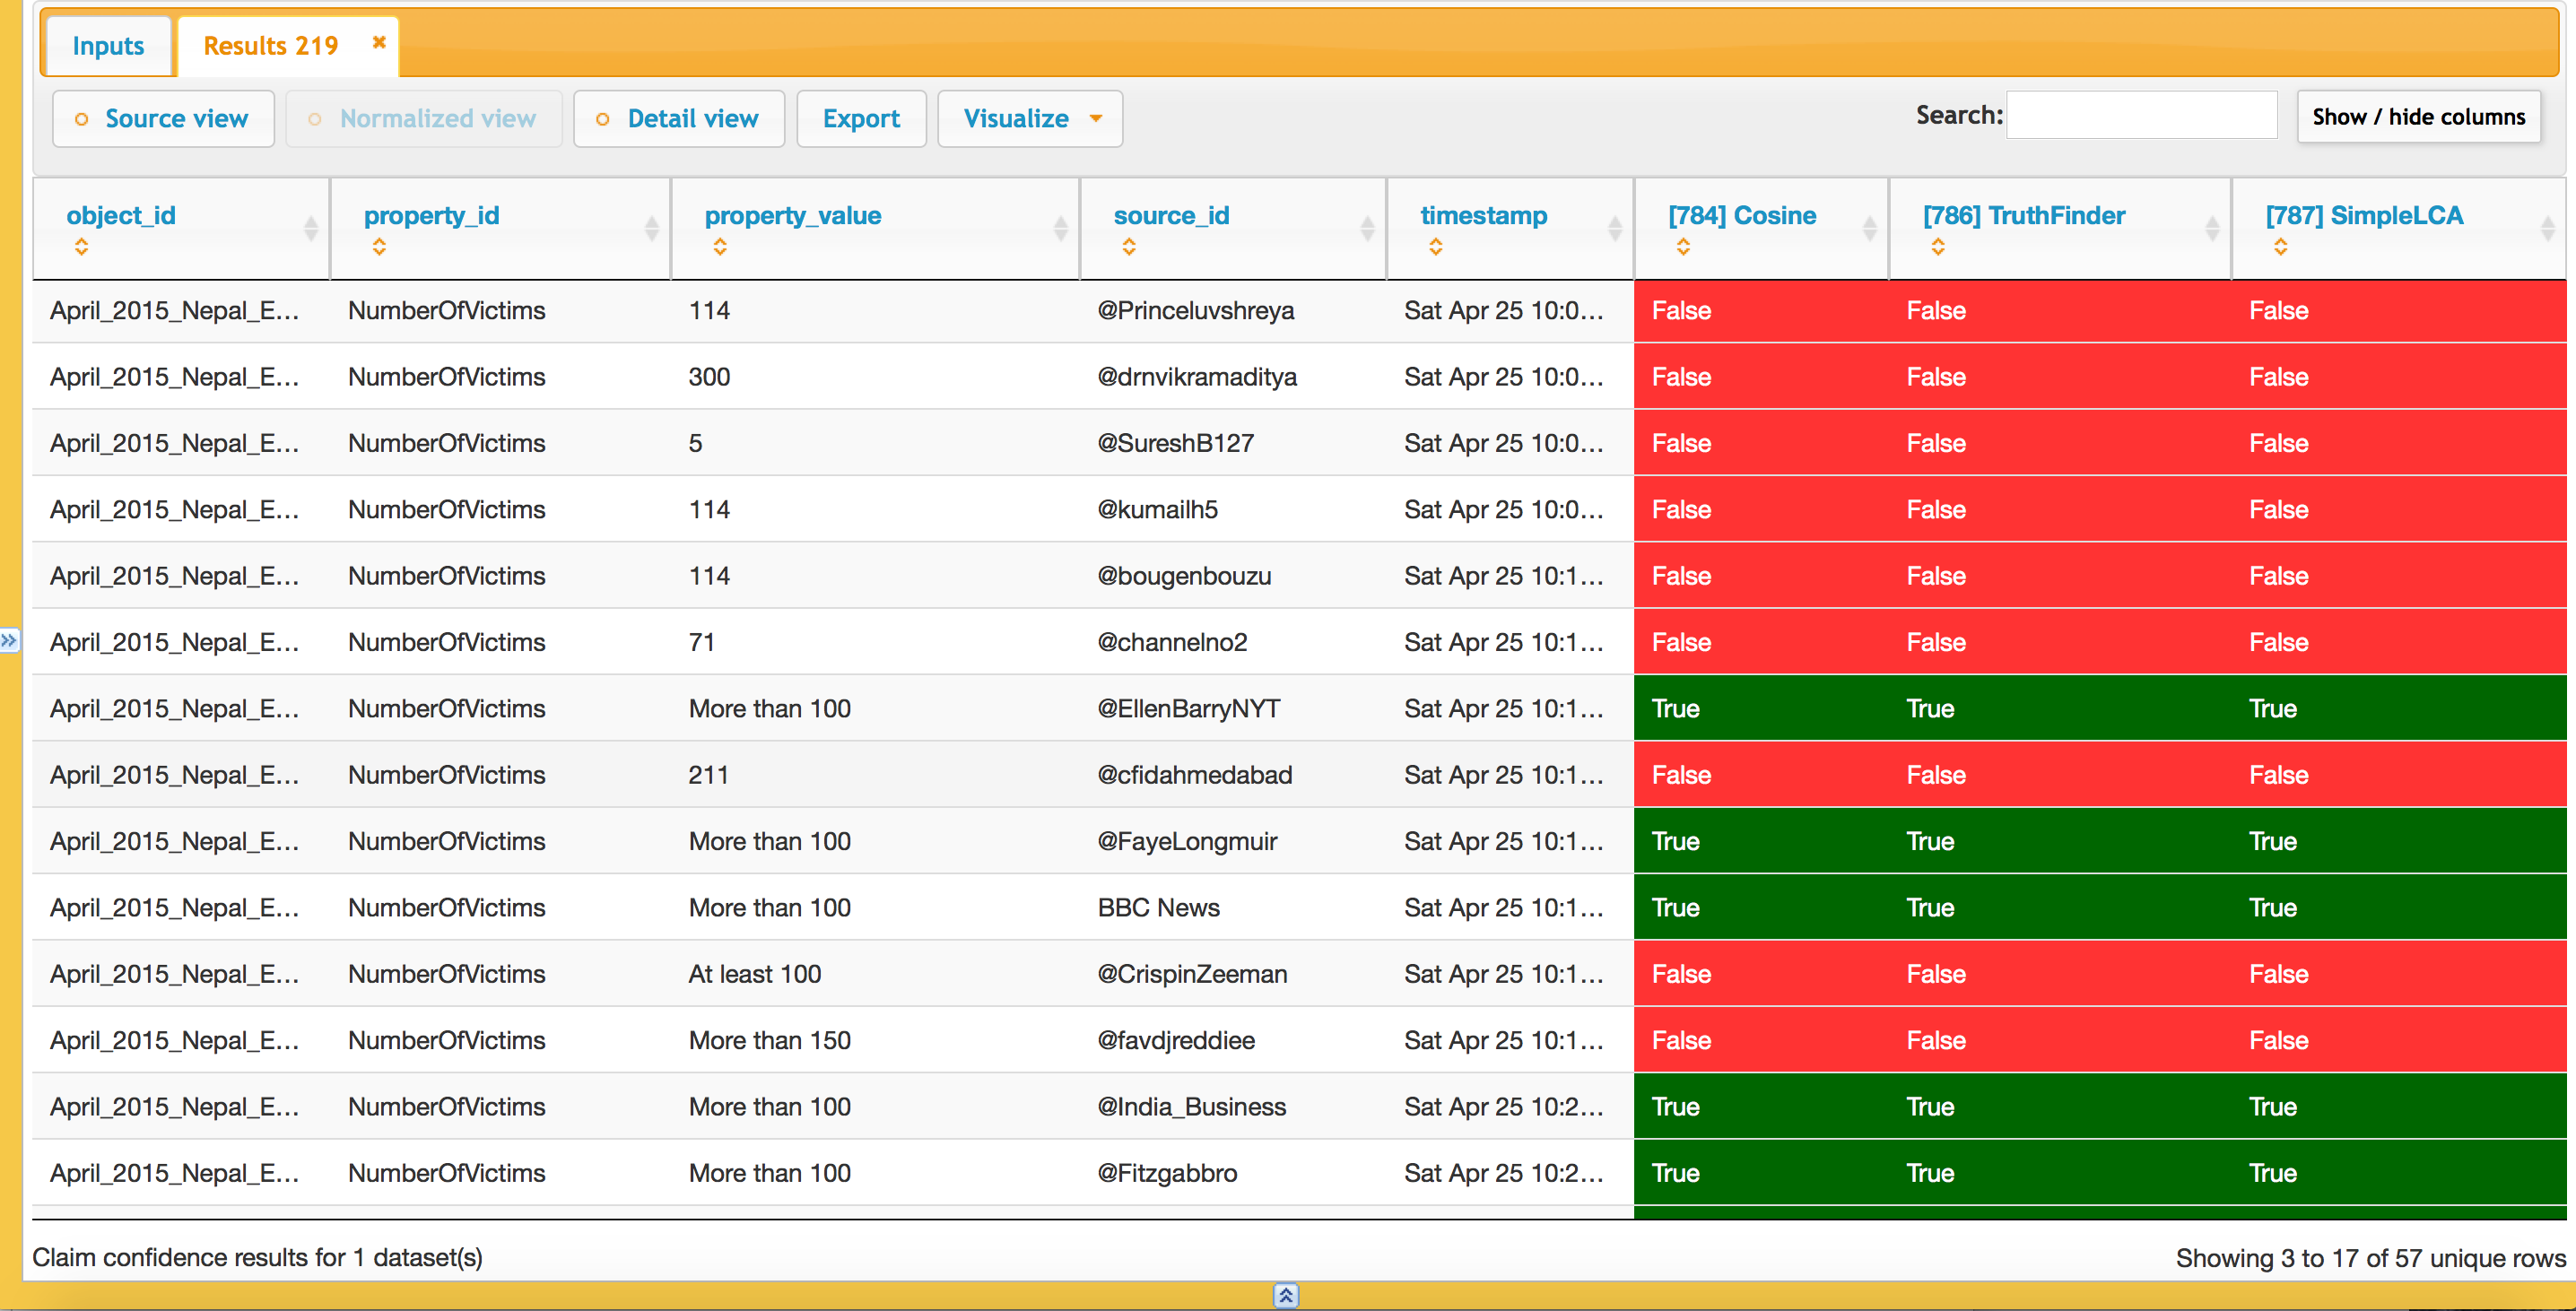 Inputs Results 219
Source view Normalized view Detail view Export Visualize Search: Show / hide columns
object_id property_id property_value source_id timestamp [784] Cosine [786] TruthFinder [787] SimpleLCA
April_2015_Nepal_E... NumberOfVictims 114 @Princeluvshreya Sat Apr 25 10:0... False False False
April_2015_Nepal_E... NumberOfVictims 300 @drnvikramaditya Sat Apr 25 10:0... False False False
April_2015_Nepal_E... NumberOfVictims 5 @SureshB127 Sat Apr 25 10:0... False False False
April_2015_Nepal_E... NumberOfVictims 114 @kumailh5 Sat Apr 25 10:0... False False False
April_2015_Nepal_E... NumberOfVictims 114 @bougenbouzu Sat Apr 25 10:1... False False False
April_2015_Nepal_E... NumberOfVictims 71 @channelno2 Sat Apr 25 10:1... False False False
April_2015_Nepal_E... NumberOfVictims More than 100 @EllenBarryNYT Sat Apr 25 10:1... True True True
April_2015_Nepal_E... NumberOfVictims 211 @cfidahmedabad Sat Apr 25 10:1... False False False
April_2015_Nepal_E... NumberOfVictims More than 100 @FayeLongmuir Sat Apr 25 10:1... True True True
April_2015_Nepal_E... NumberOfVictims More than 100 BBC News Sat Apr 25 10:1... True True True
April_2015_Nepal_E... NumberOfVictims At least 100 @CrispinZeeman Sat Apr 25 10:1... False False False
April_2015_Nepal_E... NumberOfVictims More than 150 @favdjreddiee Sat Apr 25 10:1... False False False
April_2015_Nepal_E... NumberOfVictims More than 100 @India_Business Sat Apr 25 10:2... True True True
April_2015_Nepal_E... NumberOfVictims More than 100 @Fitzgabbro Sat Apr 25 10:2... True True True
Claim confidence results for 1 dataset(s) Showing 3 to 17 of 57 unique rows